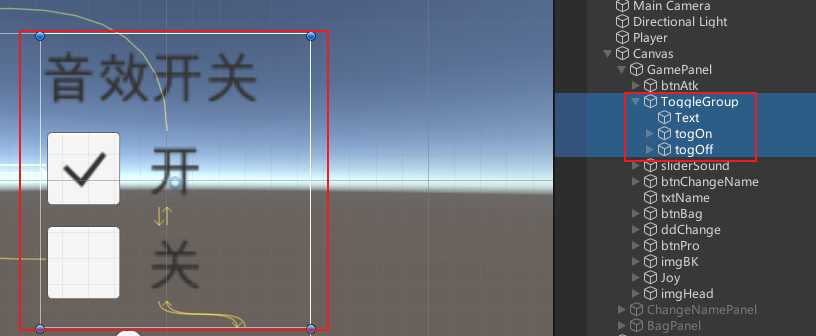 音效开关
开
关
Main Camera
Directional Light
Player
Canvas
GamePanel
btnAtk
ToggleGroup
Text
togOn
togOff
sliderSound
btnChangeName
txtName
btnBag
ddChange
btnPro
imgBK
Joy
imgHead
ChangeNamePanel
BagPanel